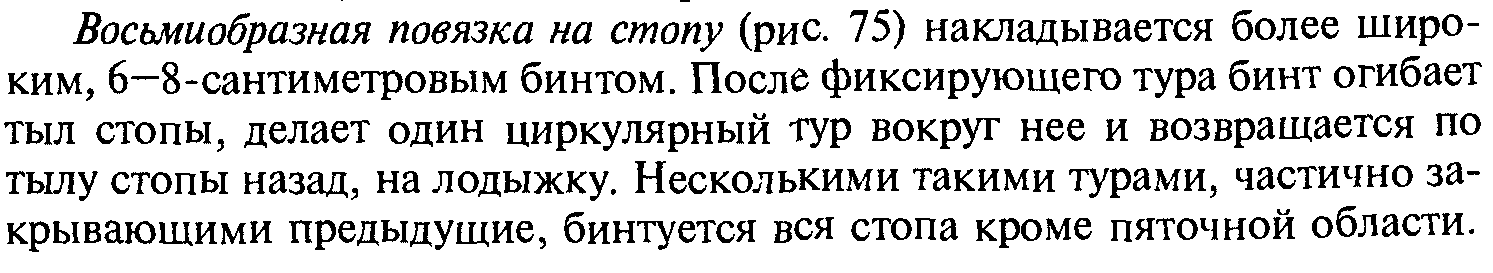 Восьмиобразная повязка на стопу (рис. 75) накладывается более широ-
ким, 6—8-сантиметровым бинтом. После фиксирующего тура бинт огибает
тыл стопы, делает один циркулярный тур вокруг нее и возвращается по
тылу стопы назад, на лодыжку. Несколькими такими турами, частично за-
крывающими предыдущие, бинтуется вся стопа кроме пяточной области.